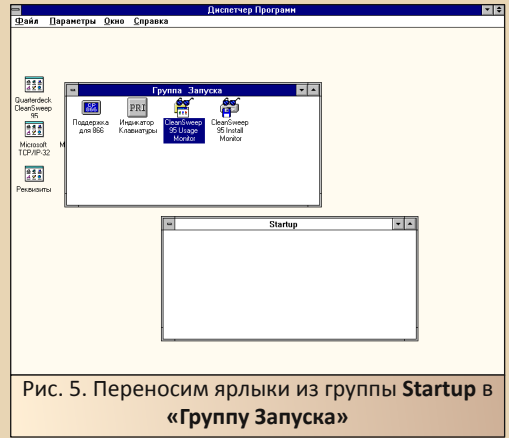 Диспетчер Программ
Файл Параметры Окно Справка
Группа Запуска
Quarterdeck
CleanSweep
95
Поддержка
для 866
Индикатор
Клавиатуры
CleanSweep
95 Usage
Monitor
CleanSweep
95 Install
Monitor
Microsoft
TCP/IP-32
М
Реквизиты
Startup
Рис. 5. Переносим ярлыки из группы Startup в
«Группу Запуска»